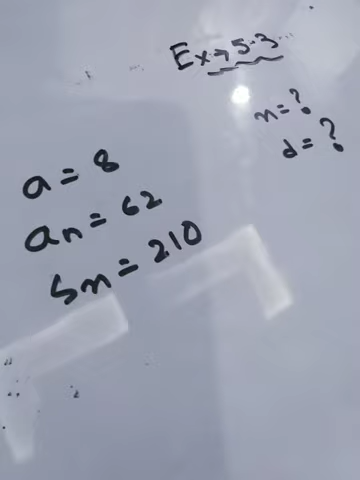 Ex→5.3
n=?
d=?
a=8
an=62
Sn=210